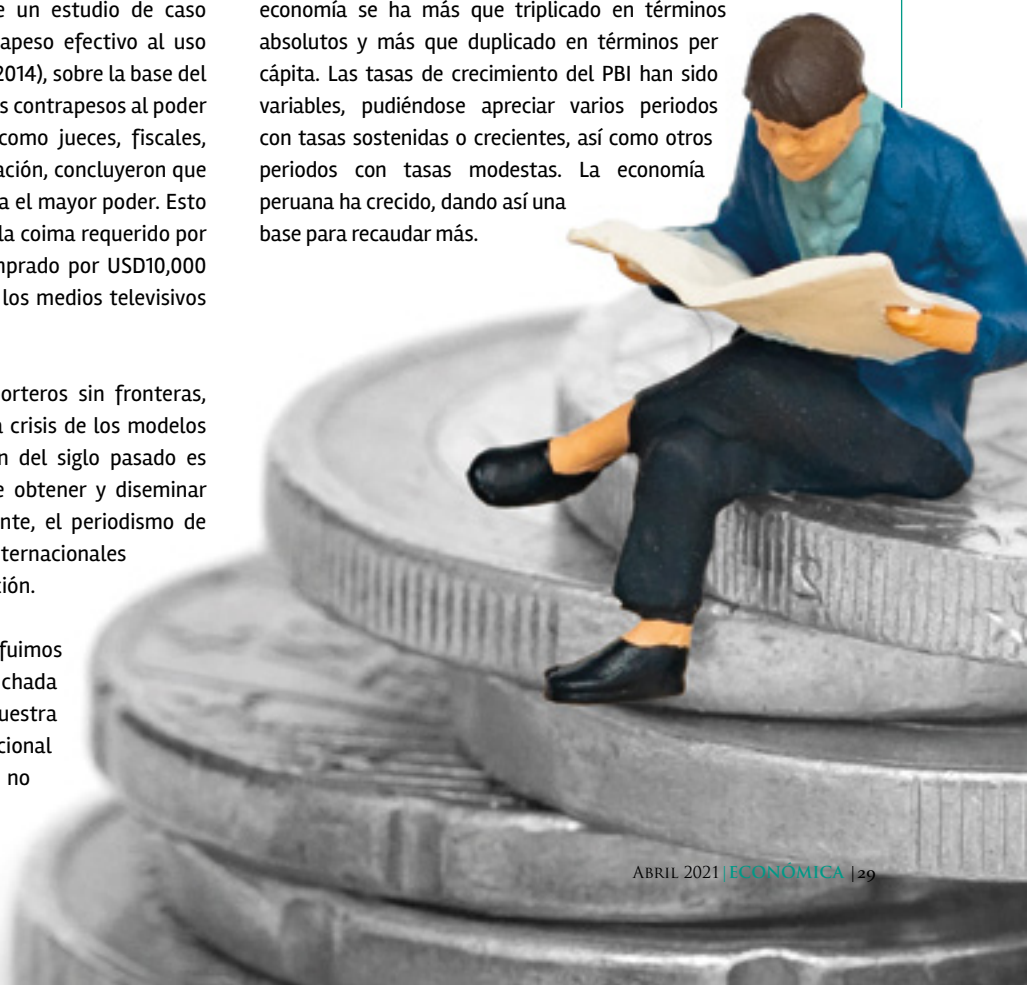 e un estudio de caso
apeso efectivo al uso
2014), sobre la base del
s contrapesos al poder
como jueces, fiscales,
ación, concluyeron que
a el mayor poder. Esto
la coima requerido por
nprado por USD10,000
los medios televisivos
orteros sin fronteras,
a crisis de los modelos
n del siglo pasado es
e obtener y diseminar
nte, el periodismo de
nternacionales
ción.
fuimos
chada
uestra
cional
no
economía se ha más que triplicado en términos
absolutos y más que duplicado en términos per
cápita. Las tasas de crecimiento del PBI han sido
variables, pudiéndose apreciar varios periodos
con tasas sostenidas o crecientes, así como otros
periodos con tasas modestas. La economía
peruana ha crecido, dando así una
base para recaudar más.
ABRIL 2021 | ECONÓMICA | 29